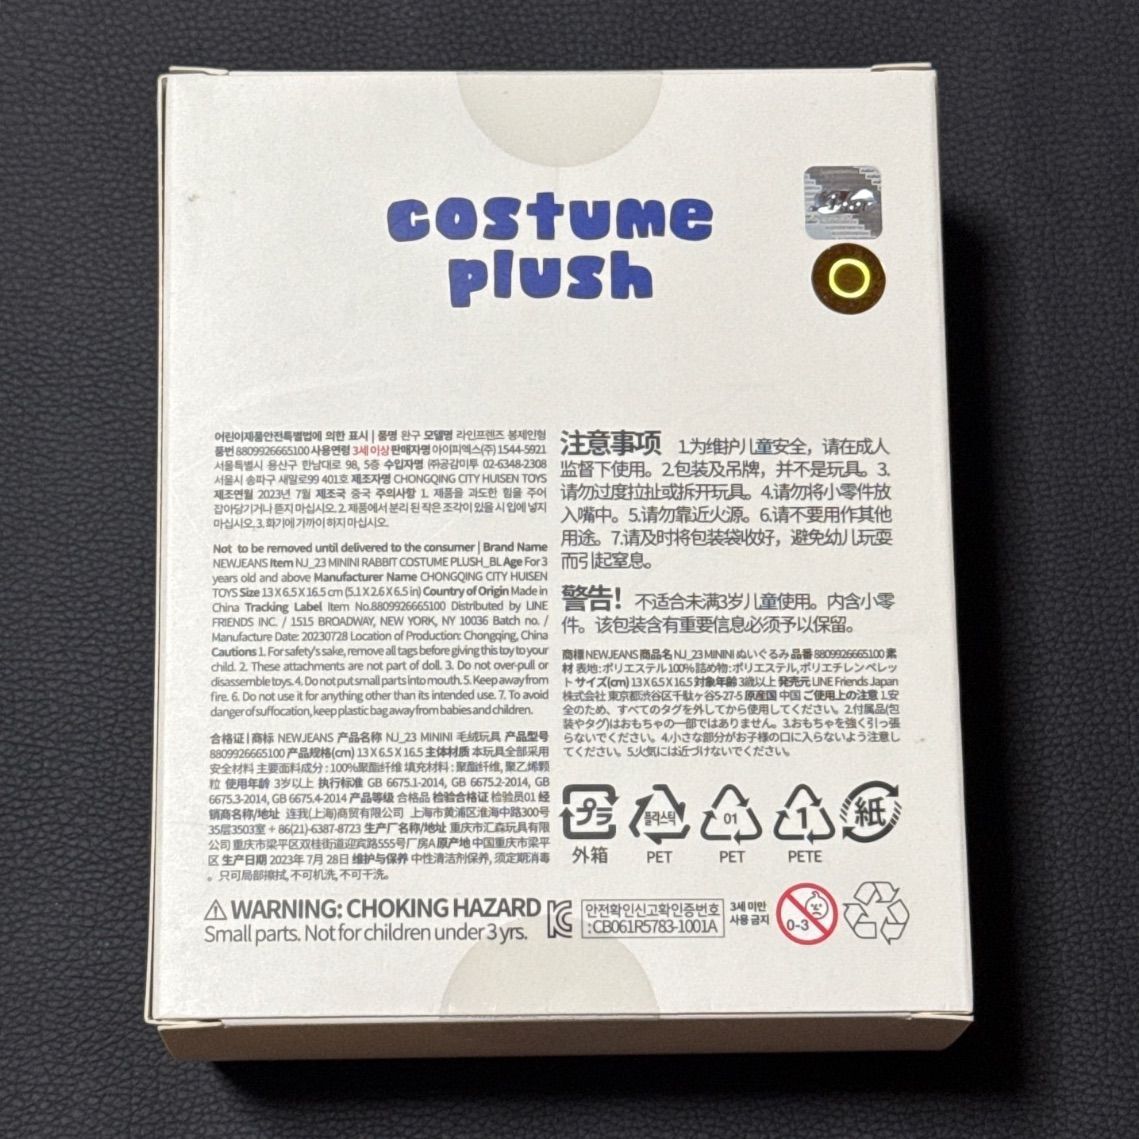 costume
plush
어린이제품안전특별법에 의한 표시 | 품명 완구 모델명 라인프렌즈 봉제인형
품번 8809926665100 사용연령 3세 이상 판매자명 아이피엑스(주) 1544-5921
서울특별시 용산구 한남대로 98, 5층 수입자명 ㈜공감미투 02-6348-2308
서울시 송파구 새말로99 401호 제조자명 CHONGQING CITY HUISEN TOYS
제조연월 2023년 7월 제조국 중국 주의사항 1. 제품을 과도한 힘을 주어
잡아당기거나 뜯지 마십시오. 2. 제품에서 분리 된 작은 조각이 있을 시 입에 넣지
마십시오. 3. 화기에 가까이 하지 마십시오.
Not to be removed until delivered to the consumer | Brand Name
NEWJEANS Item NJ_23 MININI RABBIT COSTUME PLUSH_BL Age For 3
years old and above Manufacturer Name CHONGQING CITY HUISEN
TOYS Size 13 X 6.5 X 16.5 cm (5.1 X 2.6 X 6.5 in) Country of Origin Made in
China Tracking Label Item No.8809926665100 Distributed by LINE
FRIENDS INC. / 1515 BROADWAY, NEW YORK, NY 10036 Batch no. /
Manufacture Date: 20230728 Location of Production: Chongqing, China
Cautions 1. For safety's sake, remove all tags before giving this toy to your
child. 2. These attachments are not part of doll. 3. Do not over-pull or
disassemble toys. 4. Do not put small parts into mouth. 5. Keep away from
fire. 6. Do not use it for anything other than its intended use. 7. To avoid
danger of suffocation, keep plastic bag away from babies and children.
合格证 | 商标 NEWJEANS 产品名称 NJ_23 MININI 毛绒玩具 产品型号
8809926665100 产品规格(cm) 13 X 6.5 X 16.5 主体材质 本玩具全部采用
安全材料 主要面料成分 : 100%聚酯纤维 填充材料 : 聚酯纤维, 聚乙烯颗
粒 使用年龄 3岁以上 执行标准 GB 6675.1-2014, GB 6675.2-2014, GB
6675.3-2014, GB 6675.4-2014 产品等级 合格品 检验合格证 检验员01 经
销商名称/地址 连我(上海)商贸有限公司 上海市黄浦区淮海中路300号
35层3503室 + 86(21)-6387-8723 生产厂名称/地址 重庆市汇森玩具有限
公司 重庆市梁平区双桂街道迎宾路555号厂房A 原产地 中国重庆市梁平
区 生产日期 2023年 7月 28日 维护与保养 中性清洁剂保养, 须定期消毒
。只可局部擦拭, 不可机洗, 不可干洗。
注意事项 1.为维护儿童安全，请在成人
监督下使用。2.包装及吊牌，并不是玩具。3.
请勿过度拉扯或拆开玩具。4.请勿将小零件放
入嘴中。5.请勿靠近火源。6.请不要用作其他
用途。7.请及时将包装袋收好，避免幼儿玩耍
而引起窒息。
警告！不适合未满3岁儿童使用。内含小零
件。该包装含有重要信息必须予以保留。
商標 NEWJEANS 商品名 NJ_23 MININI ぬいぐるみ 品番 8809926665100 素
材 表地 : ポリエステル 100% 詰め物 : ポリエステル, ポリエチレンペレッ
ト サイズ(cm) 13 X 6.5 X 16.5 対象年齢 3歳以上 発売元 LINE Friends Japan
株式会社 東京都渋谷区千駄ヶ谷5-27-5 原産国 中国 ご使用上の注意 1.安
全のため、すべてのタグを外してから使用してください。2.付属品(包
装やタグ)はおもちゃの一部ではありません。3.おもちゃを強く引っ張
らないでください。4.小さな部分がお子様の口に入らないよう注意し
てください。5.火気には近づけないでください。
プラ 플라스틱 01 1 紙
外箱 PET PET PETE
WARNING: CHOKING HAZARD
Small parts. Not for children under 3 yrs.
안전확인신고확인증번호
:CB061R5783-1001A
3세 미만
사용 금지
0-3